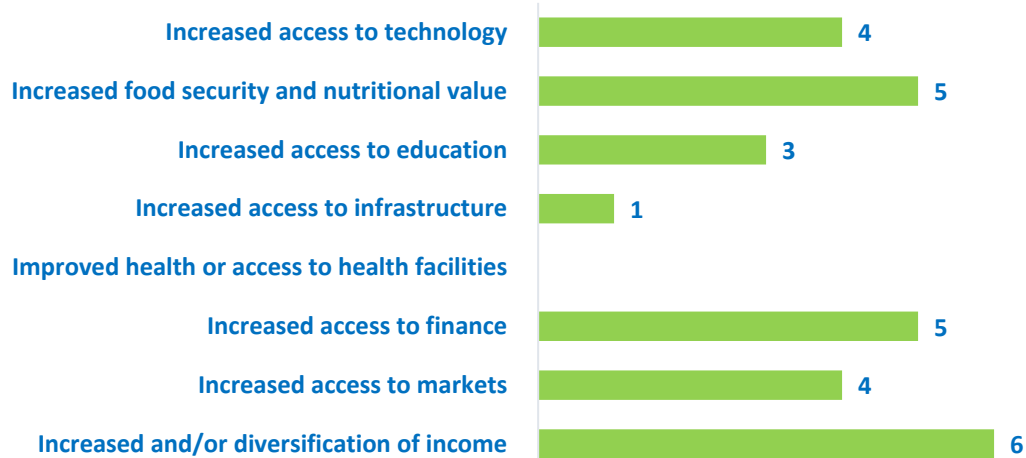 Increased access to technology 4
Increased food security and nutritional value 5
Increased access to education 3
Increased access to infrastructure 1
Improved health or access to health facilities
Increased access to finance 5
Increased access to markets 4
Increased and/or diversification of income 6